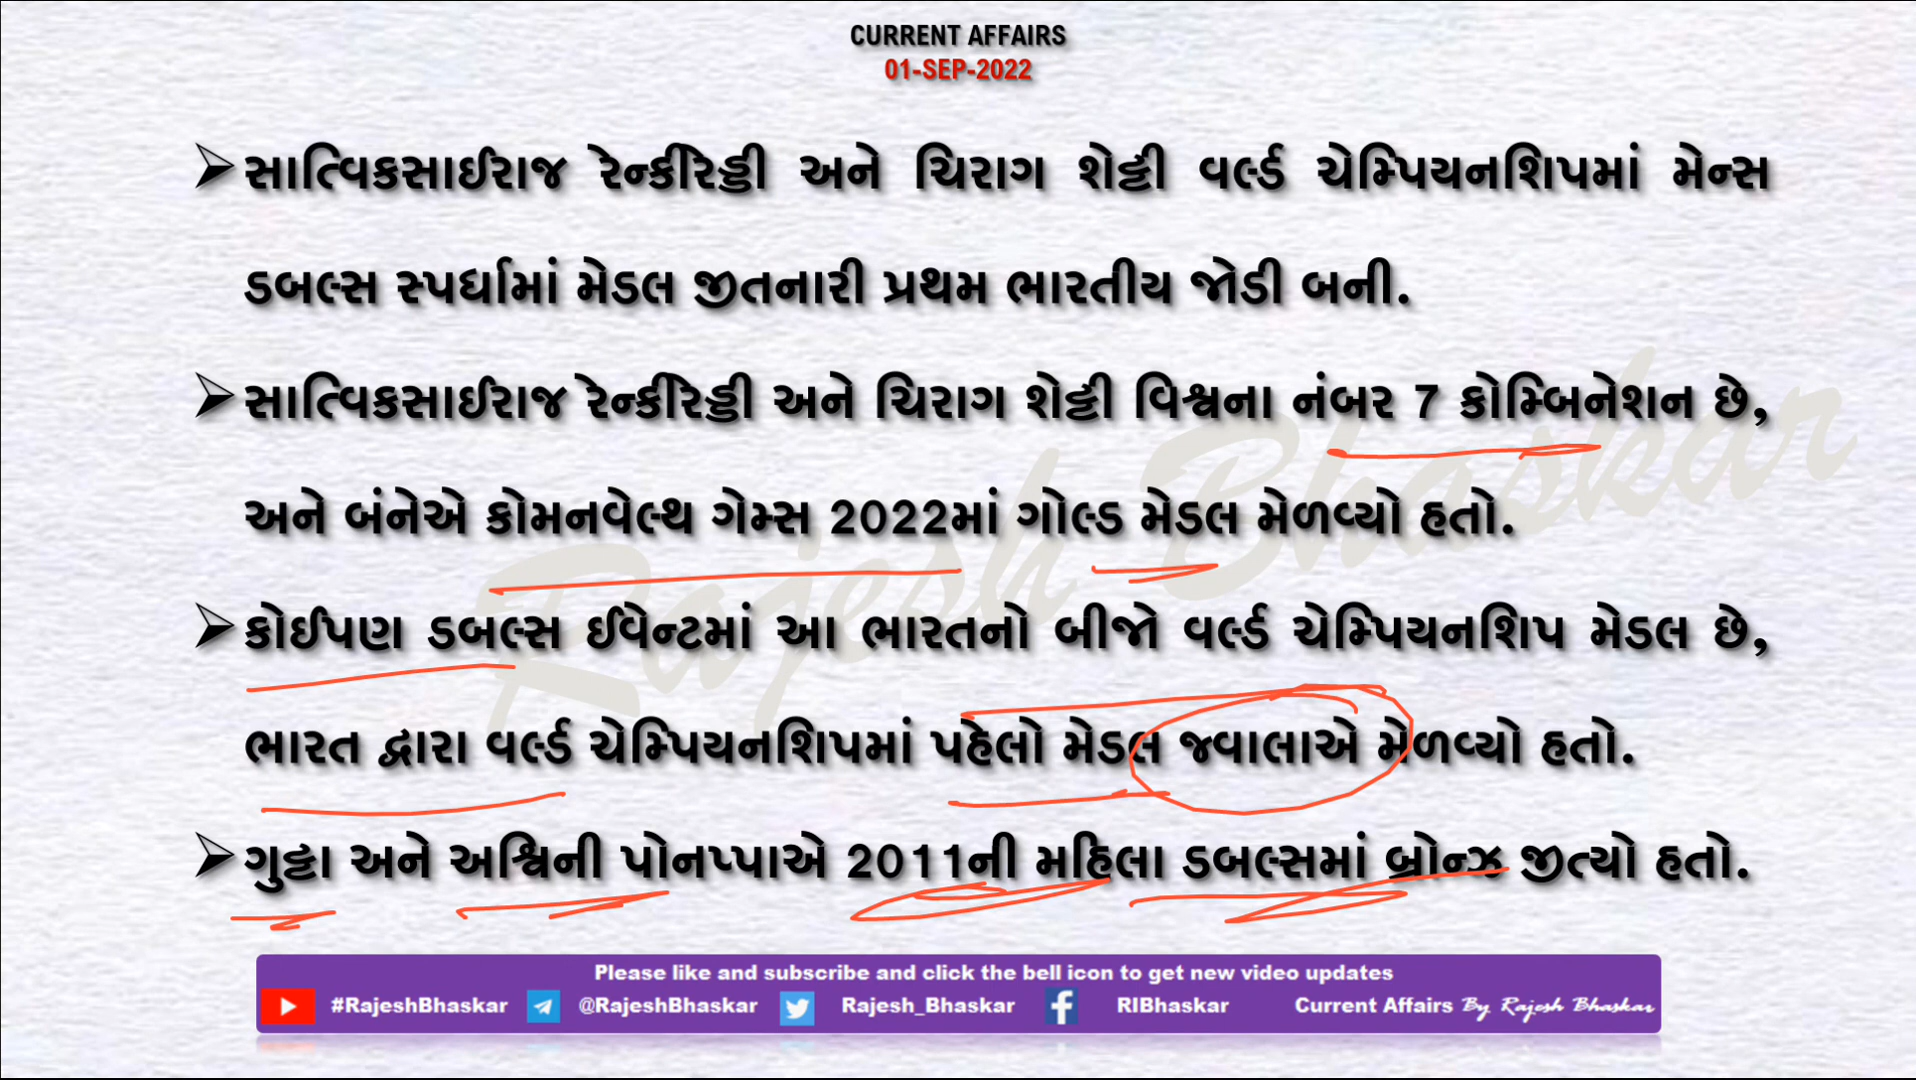 CURRENT AFFAIRS
01-SEP-2022
સાત્વિકસાઈરાજ રેન્કીરેડ્ડી અને ચિરાગ શેટ્ટી વર્લ્ડ ચેમ્પિયનશિપમાં મેન્સ
ડબલ્સ સ્પર્ધામાં મેડલ જીતનારી પ્રથમ ભારતીય જોડી બની.
સાત્વિકસાઈરાજ રેન્કીરેડ્ડી અને ચિરાગ શેટ્ટી વિશ્વના નંબર 7 કોમ્બિનેશન છે,
અને બંનેએ કોમનવેલ્થ ગેમ્સ 2022માં ગોલ્ડ મેડલ મેળવ્યો હતો.
કોઈપણ ડબલ્સ ઈવેન્ટમાં આ ભારતનો બીજો વર્લ્ડ ચેમ્પિયનશિપ મેડલ છે,
ભારત દ્વારા વર્લ્ડ ચેમ્પિયનશિપમાં પહેલો મેડલ જ્વાલાએ મેળવ્યો હતો.
ગુટ્ટા અને અશ્વિની પોનપ્પાએ 2011ની મહિલા ડબલ્સમાં બ્રોન્ઝ જીત્યો હતો.
Rajesh Bhaskar
Please like and subscribe and click the bell icon to get new video updates
#RajeshBhaskar @RajeshBhaskar Rajesh_Bhaskar RIBhaskar Current Affairs By Rajesh Bhaskar